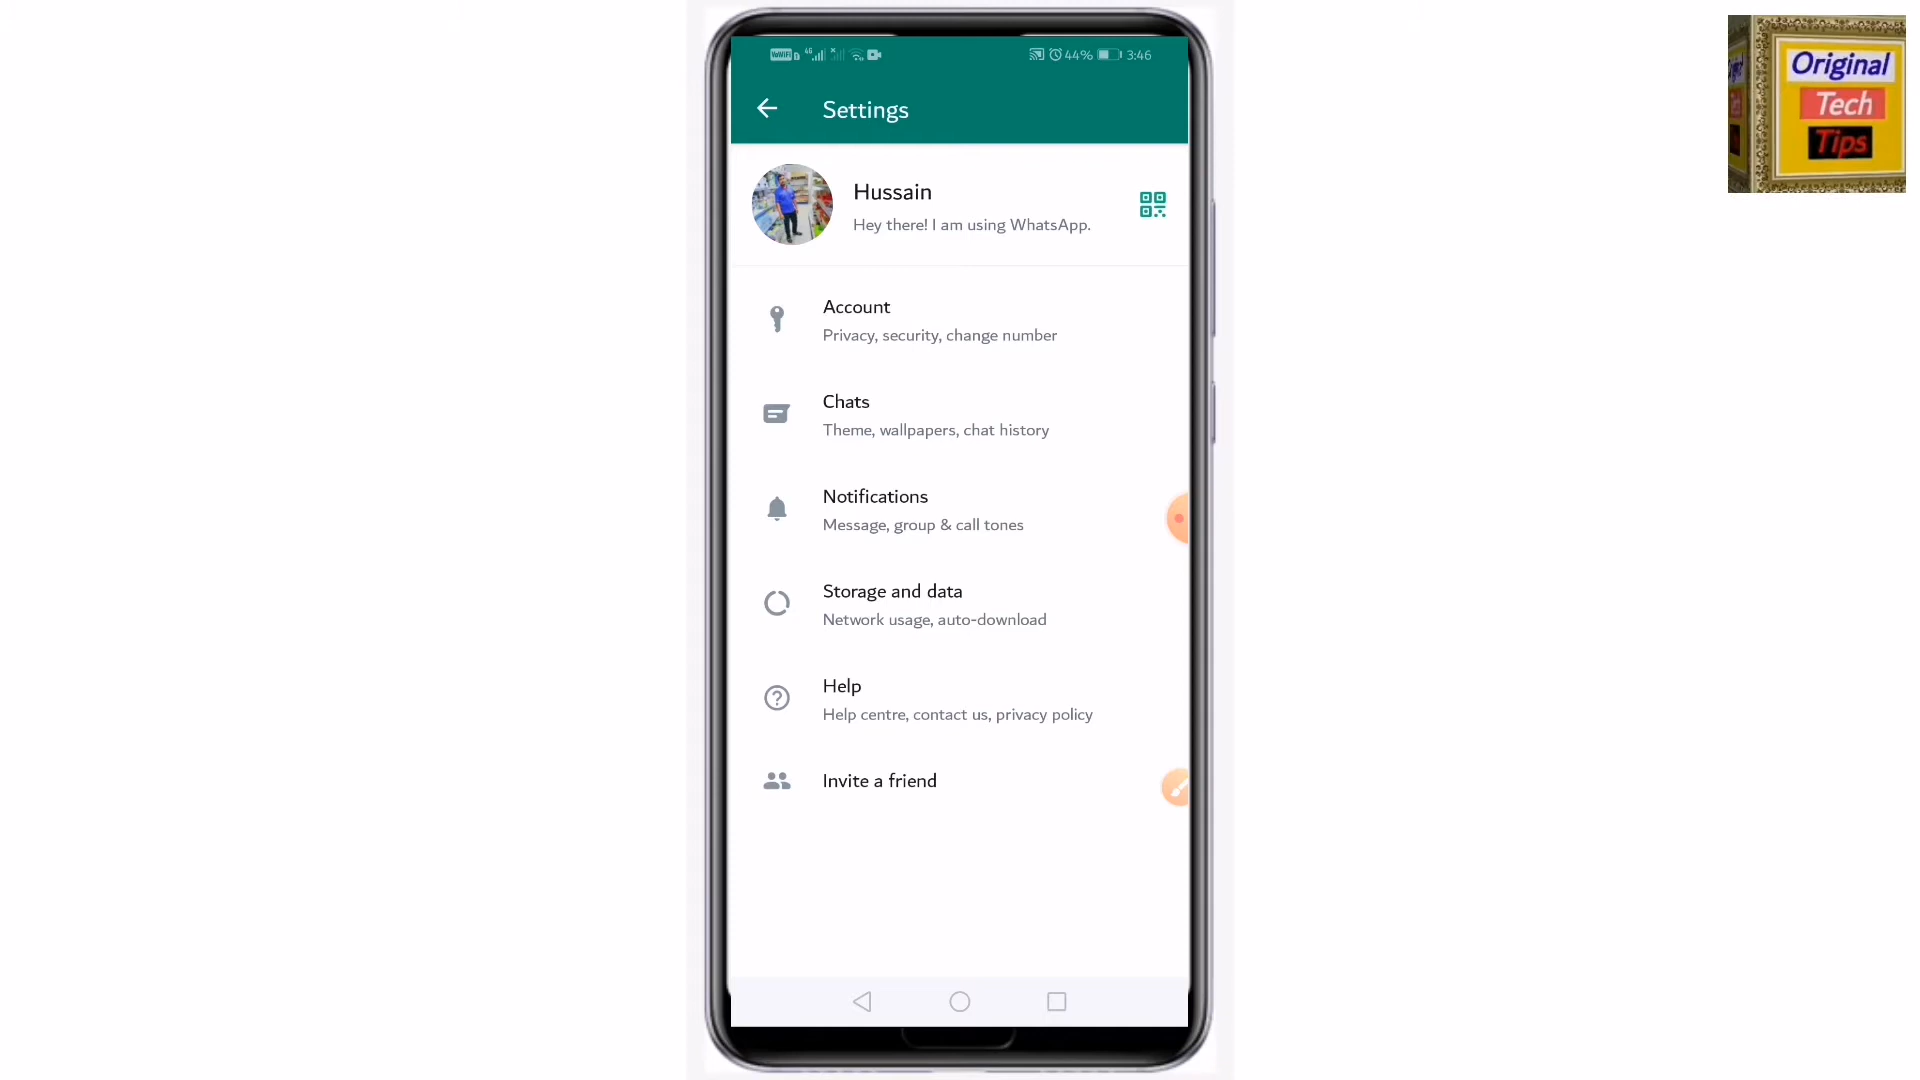 VoWiFi 4G 44% 3:46
Settings
Hussain
Hey there! I am using WhatsApp.
Account
Privacy, security, change number
Chats
Theme, wallpapers, chat history
Notifications
Message, group & call tones
Storage and data
Network usage, auto-download
Help
Help centre, contact us, privacy policy
Invite a friend
Original
Tech
Tips